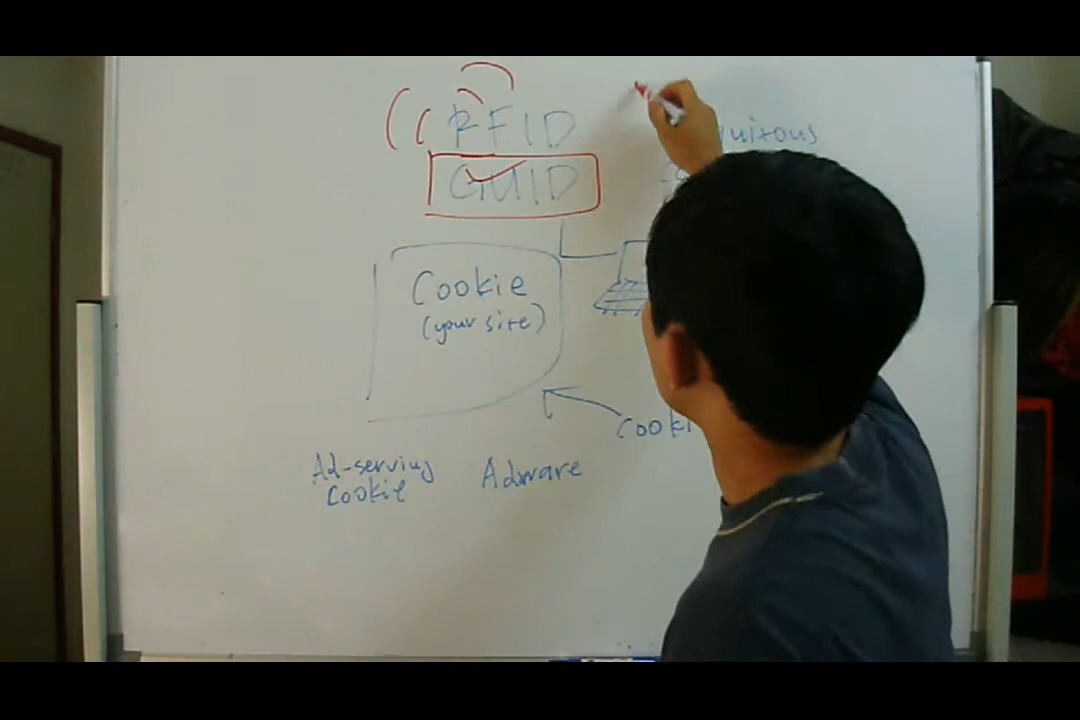 RFID
GUID
Cookie
(your site)
Ad-serving
Cookie
Adware